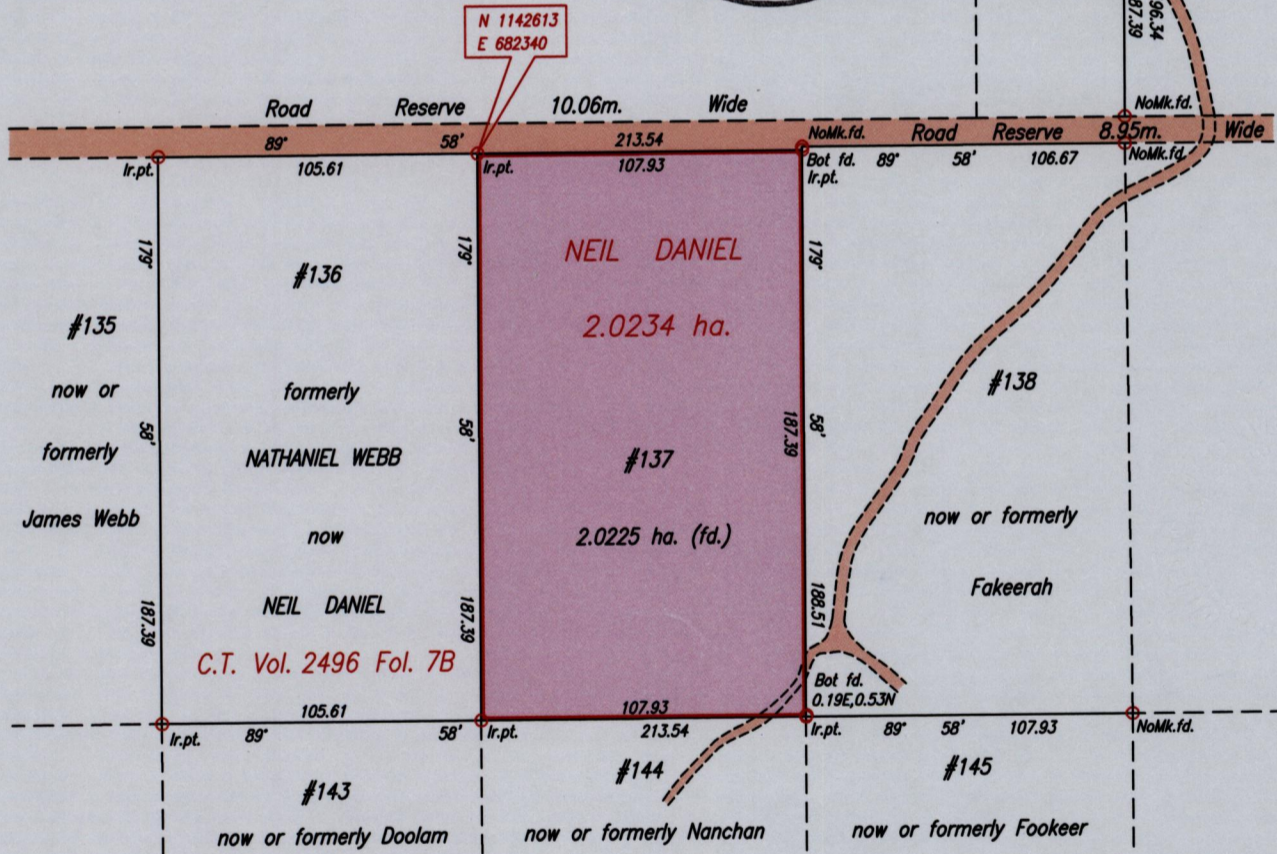 N 1142613
E 682340
96.34
87.39
Road Reserve 10.06m. Wide
NoMk.fd.
89° 58' 213.54
NoMk.fd. Road Reserve 8.95m. Wide
Ir.pt. 105.61 Ir.pt. 107.93 Bot fd. 89° 58' 106.67 NoMk.fd.
Ir.pt.
179° 58' 187.39
179° 58' 187.39
179° 58' 188.51
187.39
#135
now or
formerly
James Webb
#136
formerly
NATHANIEL WEBB
now
NEIL DANIEL
C.T. Vol. 2496 Fol. 7B
NEIL DANIEL
2.0234 ha.
#137
2.0225 ha. (fd.)
#138
now or formerly
Fakeerah
Bot fd.
0.19E,0.53N
105.61 107.93
Ir.pt. 89° 58' Ir.pt. 213.54 Ir.pt. 89° 58' 107.93 NoMk.fd.
#143
now or formerly Doolam
#144
now or formerly Nanchan
#145
now or formerly Fookeer